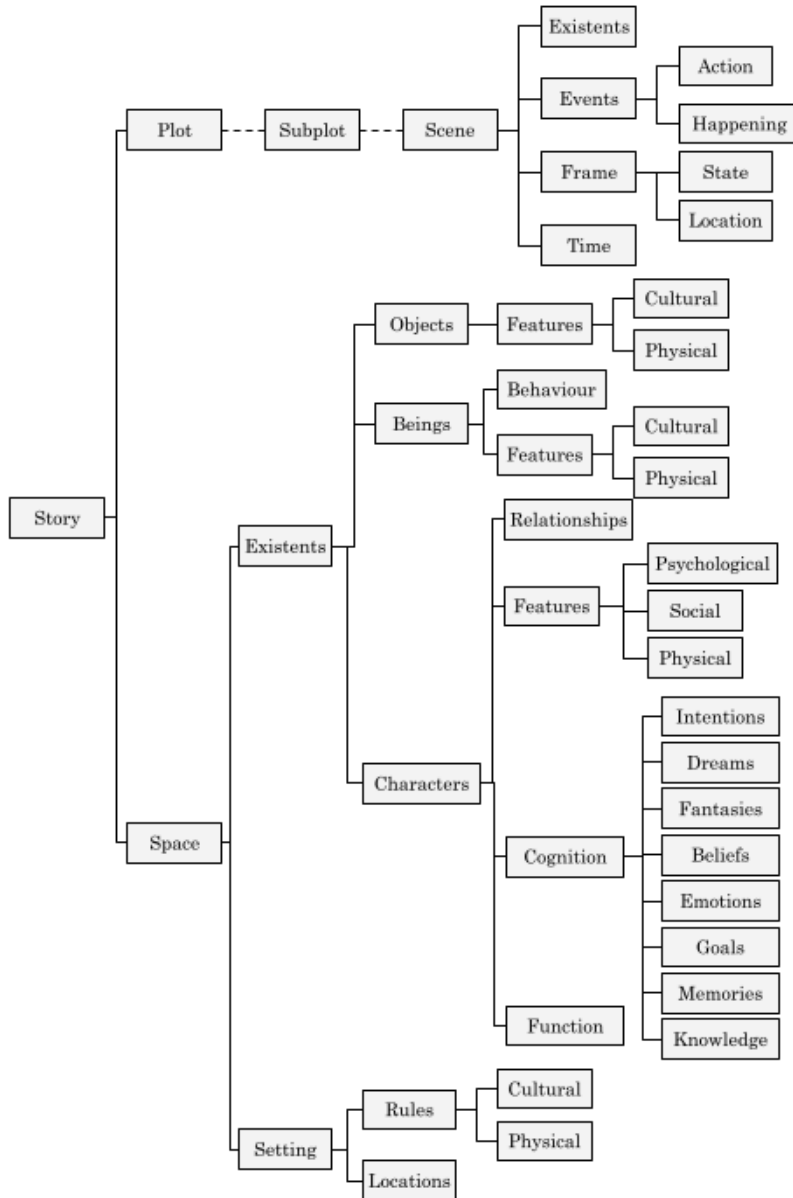 Existents
Action
Events
Happening
Plot
Subplot
Scene
Frame
State
Location
Time
Cultural
Objects
Features
Physical
Behaviour
Beings
Cultural
Features
Physical
Story
Relationships
Existents
Psychological
Features
Social
Physical
Intentions
Dreams
Characters
Fantasies
Space
Cognition
Beliefs
Emotions
Goals
Memories
Function
Knowledge
Cultural
Rules
Physical
Setting
Locations